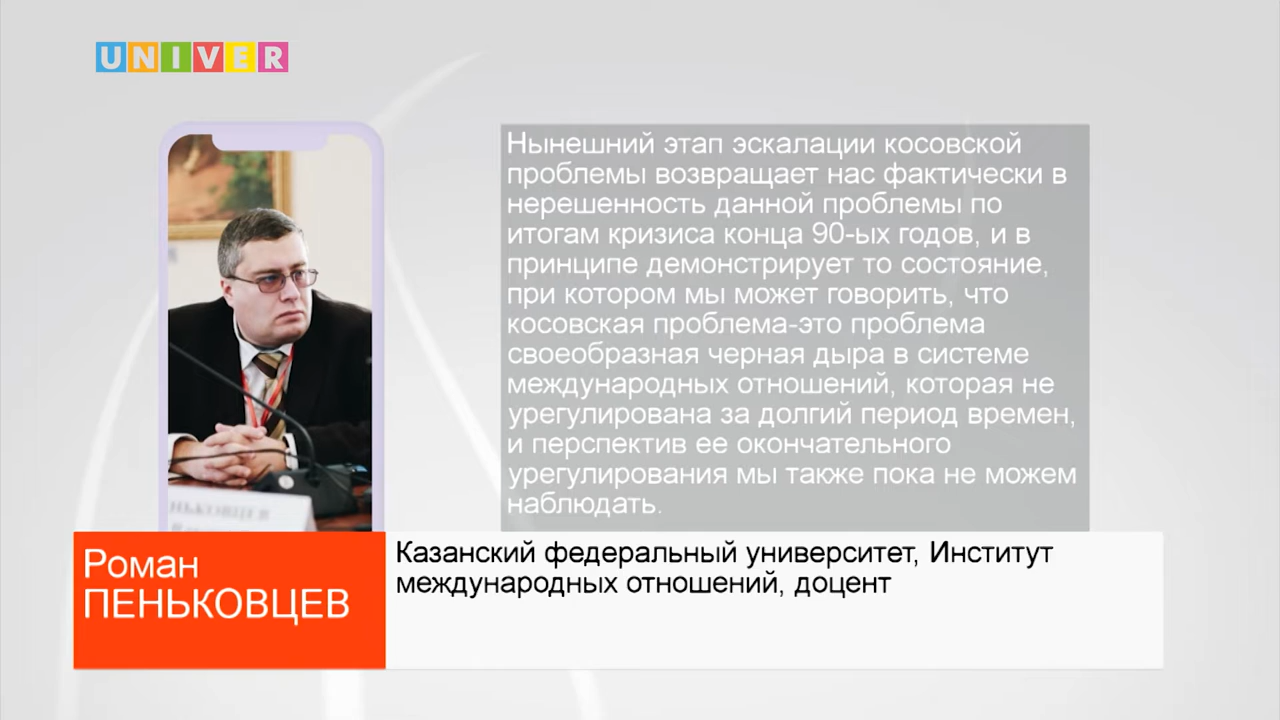 UNIVER
Нынешний этап эскалации косовской
проблемы возвращает нас фактически в
нерешенность данной проблемы по
итогам кризиса конца 90-ых годов, и в
принципе демонстрирует то состояние,
при котором мы может говорить, что
косовская проблема-это проблема
своеобразная черная дыра в системе
международных отношений, которая не
урегулирована за долгий период времен,
и перспектив ее окончательного
урегулирования мы также пока не можем
наблюдать.
Роман
ПЕНЬКОВЦЕВ
Казанский федеральный университет, Институт
международных отношений, доцент